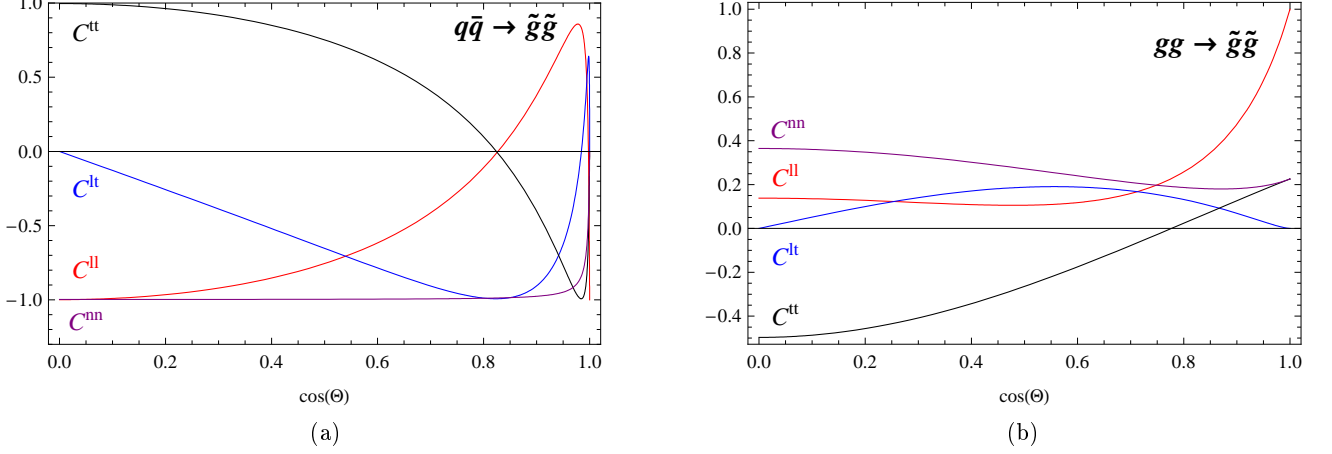 1.0
0.5
0.0
−0.5
−1.0
C^tt
C^lt
C^ll
C^nn
qq̄ → g̃g̃
0.0 0.2 0.4 0.6 0.8 1.0
cos(Θ)
(a)
1.0
0.8
0.6
0.4
0.2
0.0
−0.2
−0.4
gg → g̃g̃
C^nn
C^ll
C^lt
C^tt
0.0 0.2 0.4 0.6 0.8 1.0
cos(Θ)
(b)